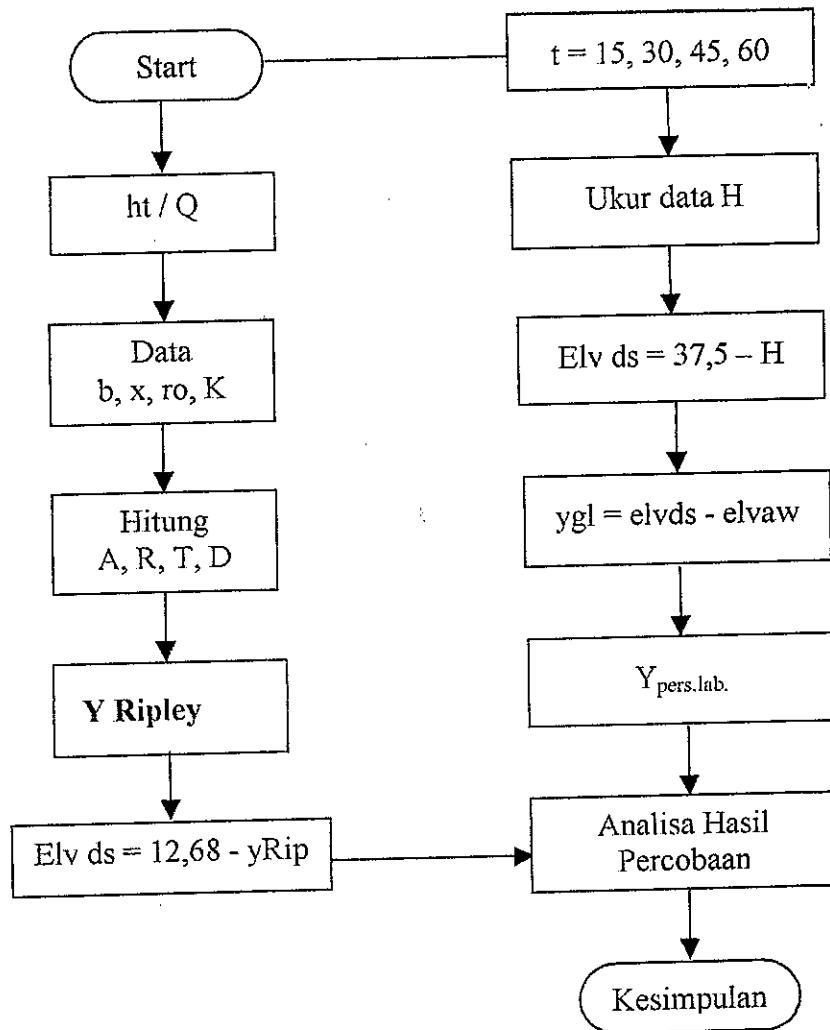 Start
t = 15, 30, 45, 60
ht / Q
Ukur data H
Data
b, x, ro, K
Elv ds = 37,5 – H
Hitung
A, R, T, D
ygl = elvds - elvaw
Y Ripley
Ypers.lab.
Elv ds = 12,68 - yRip
Analisa Hasil
Percobaan
Kesimpulan